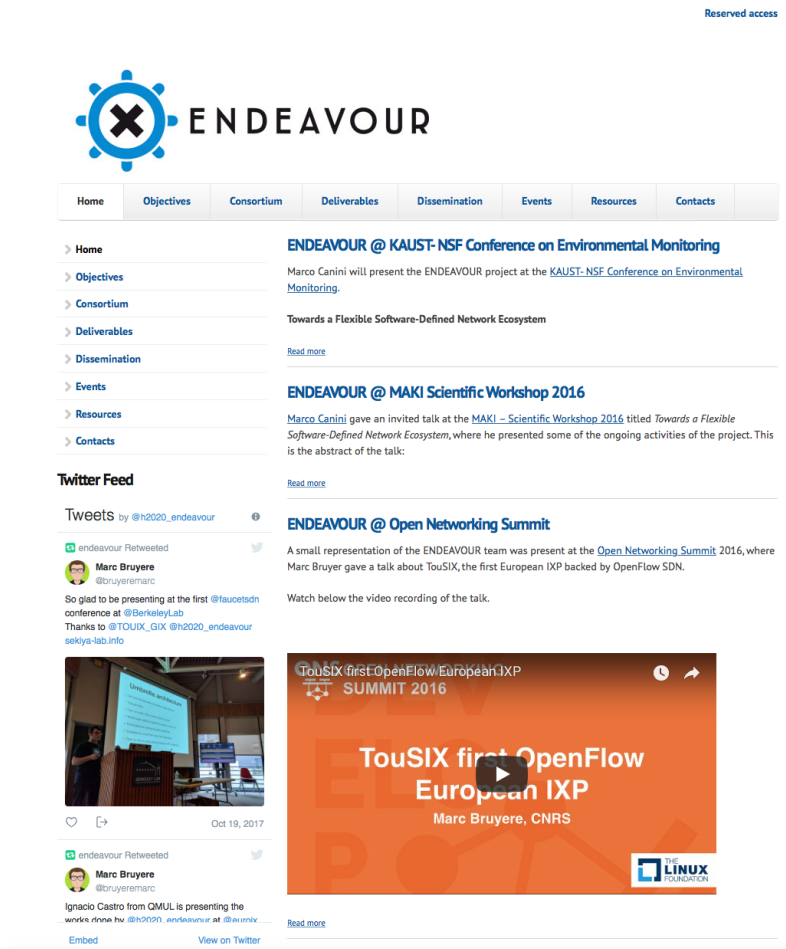 Reserved access
ENDEAVOUR
Home Objectives Consortium Deliverables Dissemination Events Resources Contacts
Home
Objectives
Consortium
Deliverables
Dissemination
Events
Resources
Contacts
Twitter Feed
Tweets by @h2020_endeavour
endeavour Retweeted
Marc Bruyere
@bruyeremarc
So glad to be presenting at the first @faucetsdn
conference at @BerkeleyLab
Thanks to @TOUIX_GIX @h2020_endeavour
sekiya-lab.info
Umbrella architecture
Oct 19, 2017
endeavour Retweeted
Marc Bruyere
@bruyeremarc
Ignacio Castro from QMUL is presenting the
works done by @h2020_endeavour at @euroix
Embed View on Twitter
ENDEAVOUR @ KAUST- NSF Conference on Environmental Monitoring
Marco Canini will present the ENDEAVOUR project at the KAUST- NSF Conference on Environmental
Monitoring.
Towards a Flexible Software-Defined Network Ecosystem
Read more
ENDEAVOUR @ MAKI Scientific Workshop 2016
Marco Canini gave an invited talk at the MAKI – Scientific Workshop 2016 titled Towards a Flexible
Software-Defined Network Ecosystem, where he presented some of the ongoing activities of the project. This
is the abstract of the talk:
Read more
ENDEAVOUR @ Open Networking Summit
A small representation of the ENDEAVOUR team was present at the Open Networking Summit 2016, where
Marc Bruyer gave a talk about TouSIX, the first European IXP backed by OpenFlow SDN.
Watch below the video recording of the talk.
TouSIX first OpenFlow European IXP
ONS OPEN NETWORKING
SUMMIT 2016
DEV
ELO
P
TouSIX first OpenFlow
European IXP
Marc Bruyere, CNRS
THE
LINUX
FOUNDATION
Read more